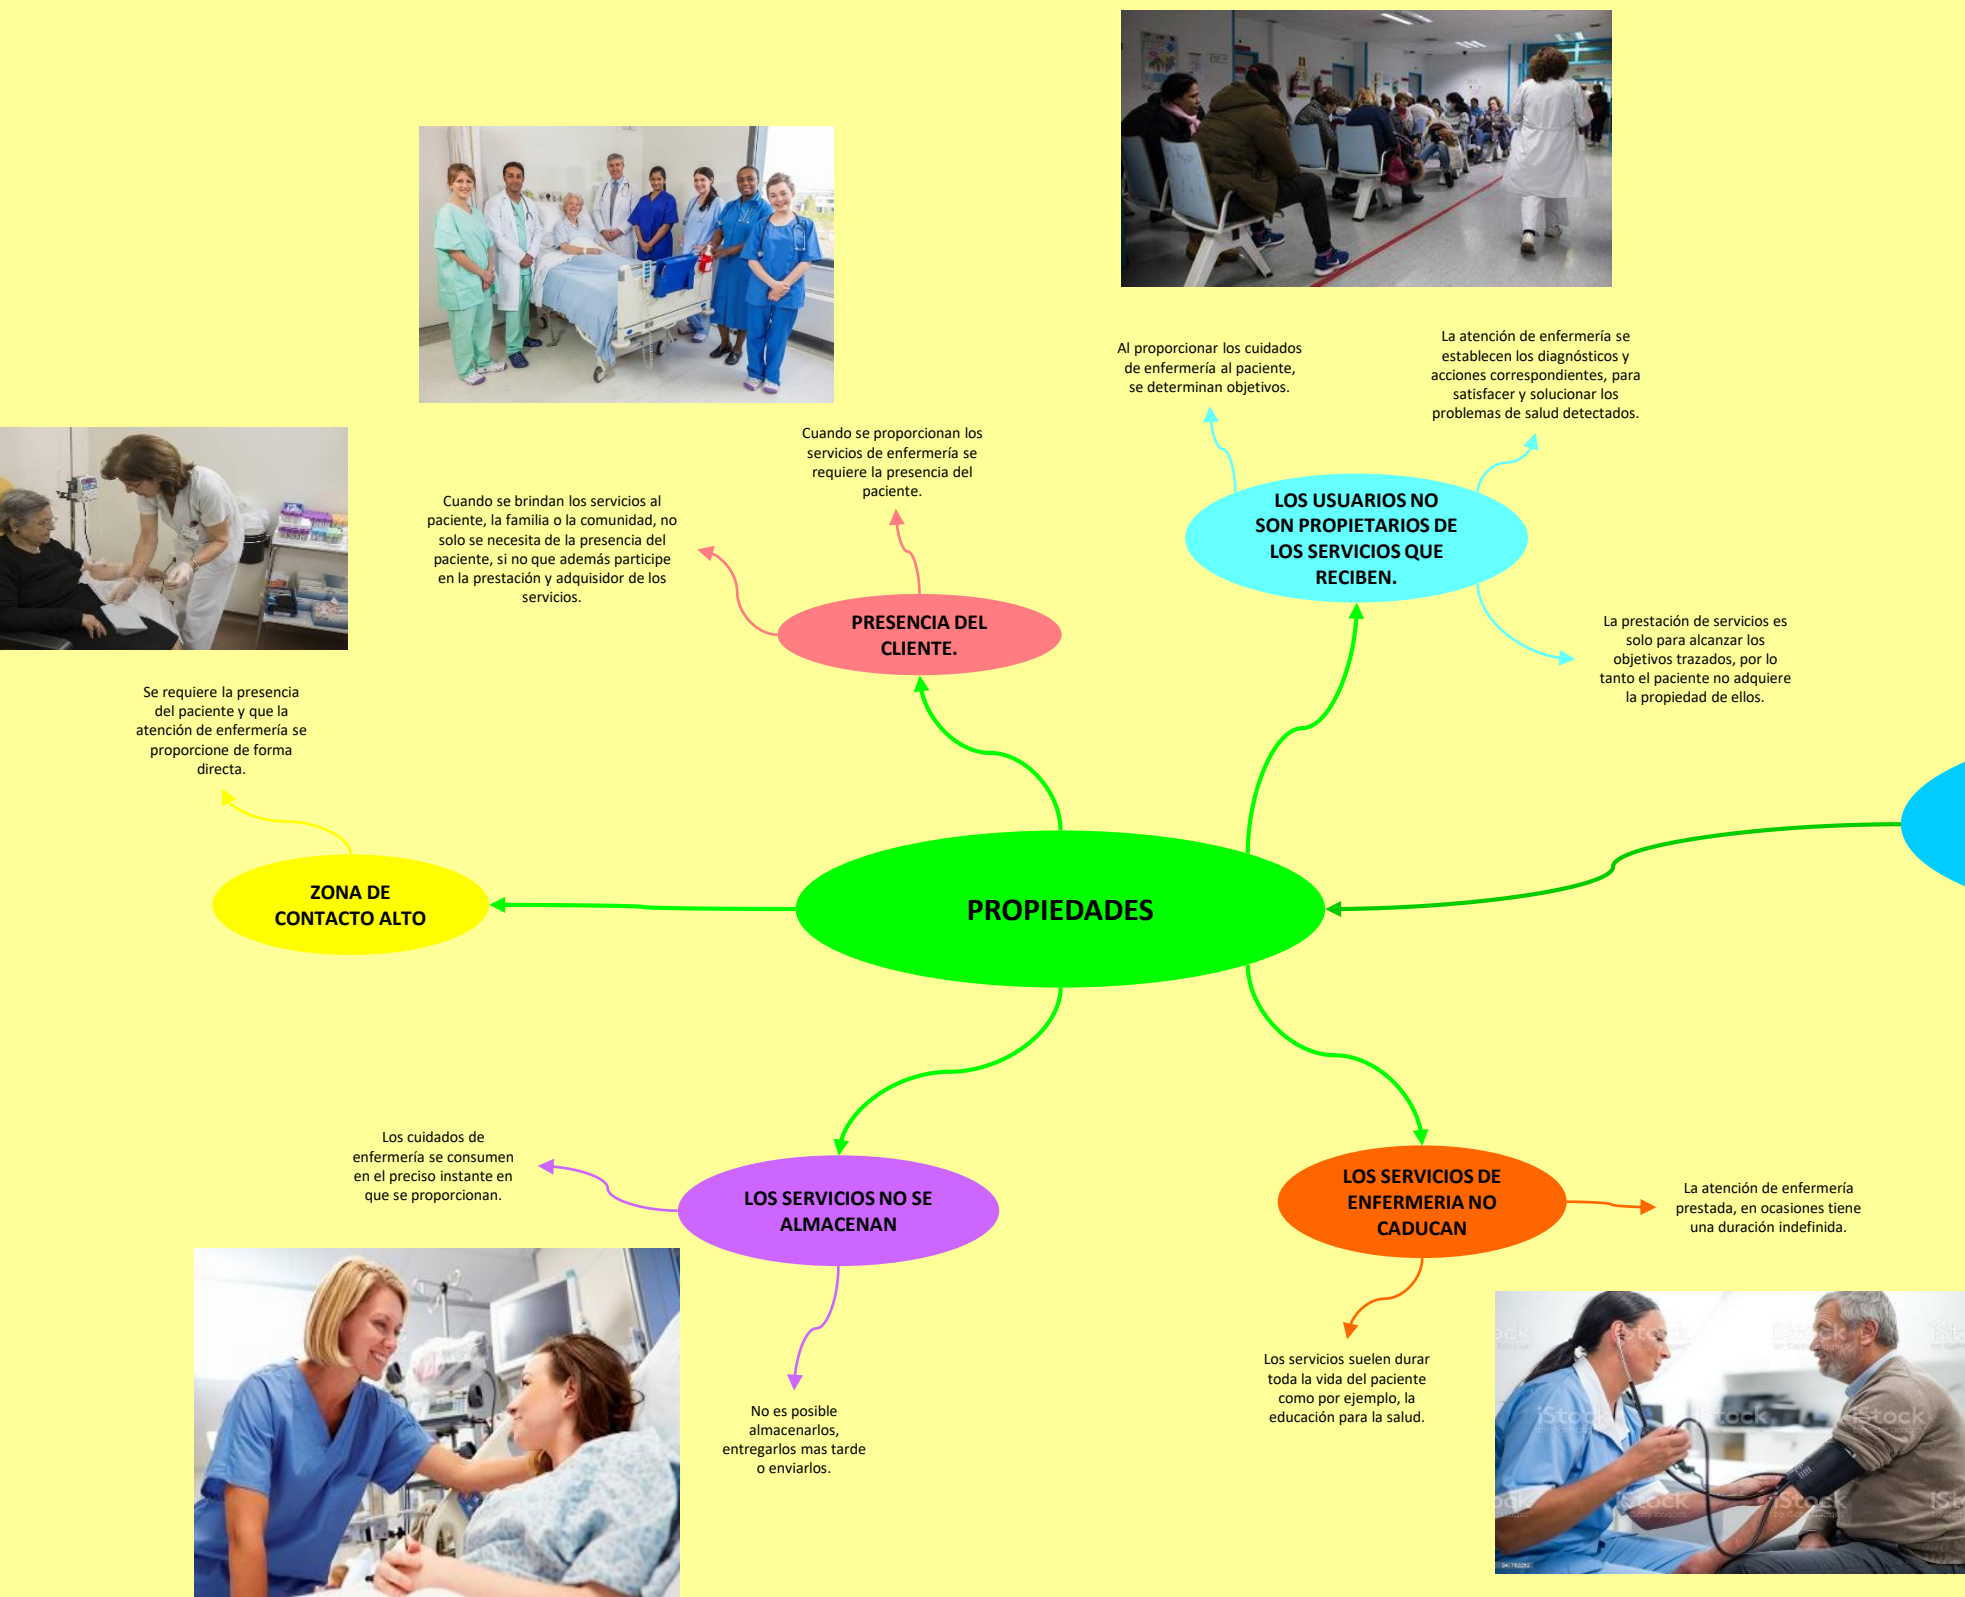 Al proporcionar los cuidados
de enfermería al paciente,
se determinan objetivos.
La atención de enfermería se
establecen los diagnósticos y
acciones correspondientes, para
satisfacer y solucionar los
problemas de salud detectados.
Cuando se proporcionan los
servicios de enfermería se
requiere la presencia del
paciente.
Cuando se brindan los servicios al
paciente, la familia o la comunidad, no
solo se necesita de la presencia del
paciente, si no que además participe
en la prestación y adquisidor de los
servicios.
LOS USUARIOS NO
SON PROPIETARIOS DE
LOS SERVICIOS QUE
RECIBEN.
PRESENCIA DEL
CLIENTE.
La prestación de servicios es
solo para alcanzar los
objetivos trazados, por lo
tanto el paciente no adquiere
la propiedad de ellos.
Se requiere la presencia
del paciente y que la
atención de enfermería se
proporcione de forma
directa.
ZONA DE
CONTACTO ALTO
PROPIEDADES
Los cuidados de
enfermería se consumen
en el preciso instante en
que se proporcionan.
LOS SERVICIOS NO SE
ALMACENAN
LOS SERVICIOS DE
ENFERMERIA NO
CADUCAN
La atención de enfermería
prestada, en ocasiones tiene
una duración indefinida.
Los servicios suelen durar
toda la vida del paciente
como por ejemplo, la
educación para la salud.
No es posible
almacenarlos,
entregarlos mas tarde
o enviarlos.
iStock
iStock